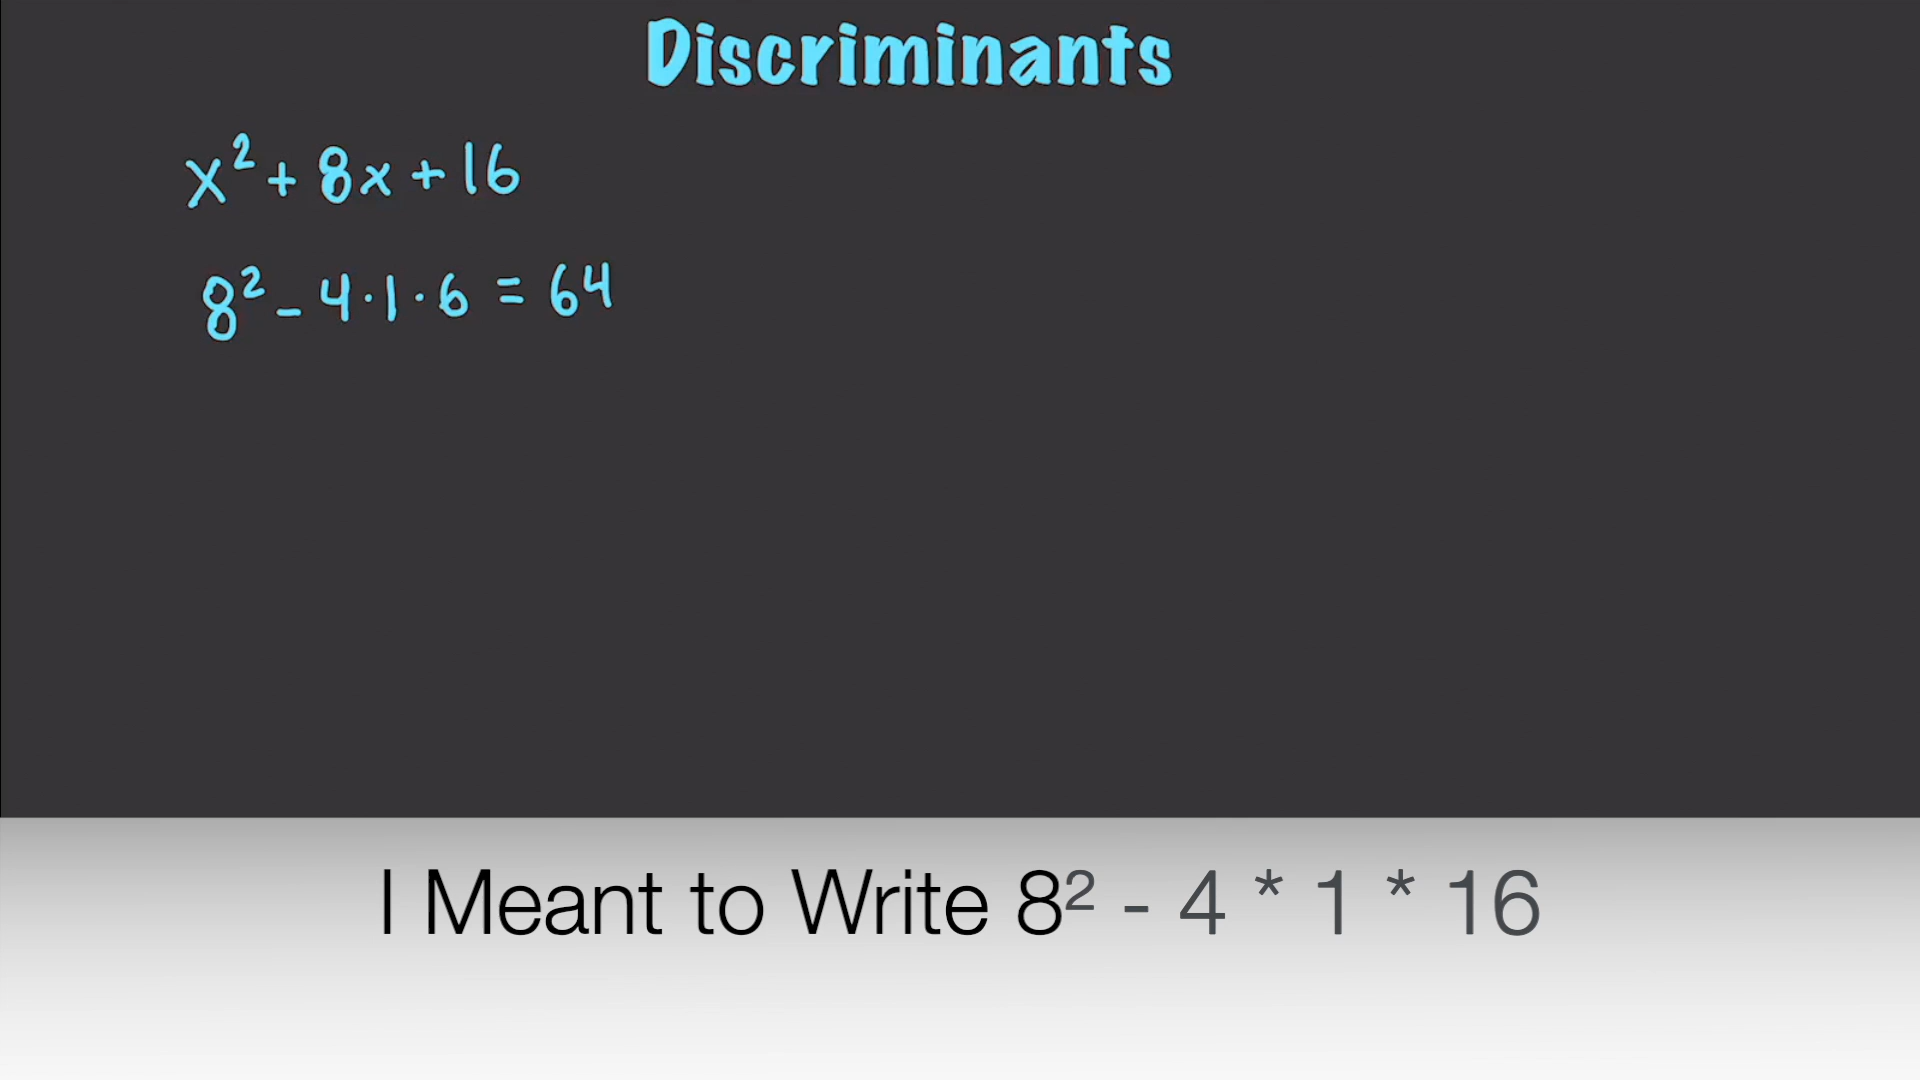 Discriminants
x² + 8x + 16
8² - 4 · 1 · 6 = 64
I Meant to Write 8² - 4 * 1 * 16